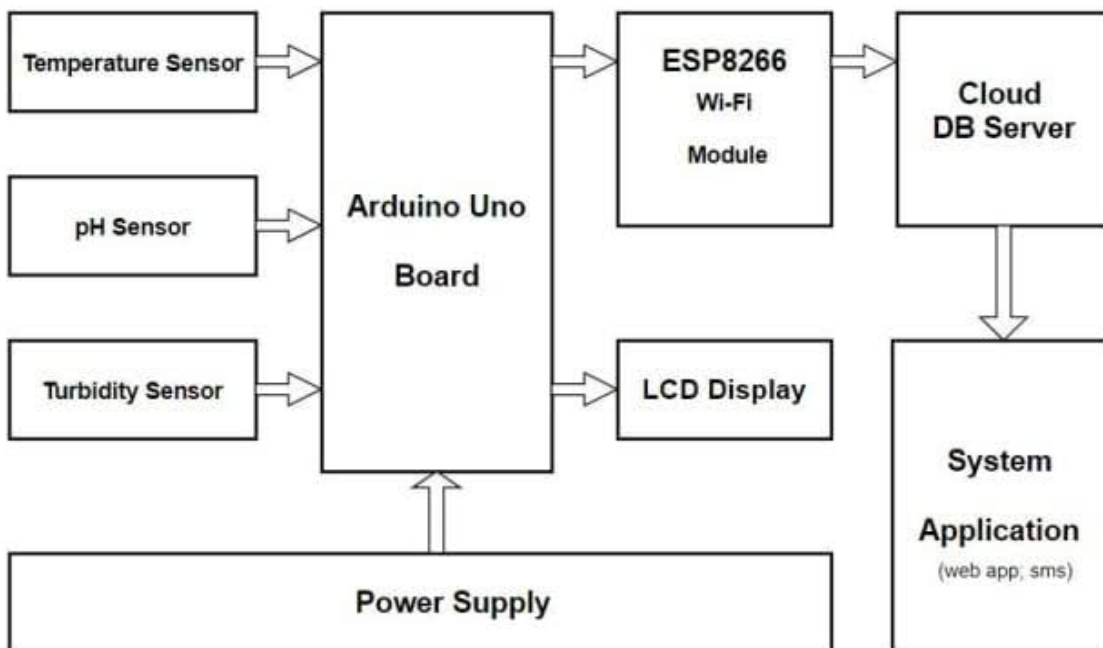 Temperature Sensor
pH Sensor
Turbidity Sensor
Arduino Uno
Board
ESP8266
Wi-Fi
Module
LCD Display
Cloud
DB Server
System
Application
(web app; sms)
Power Supply